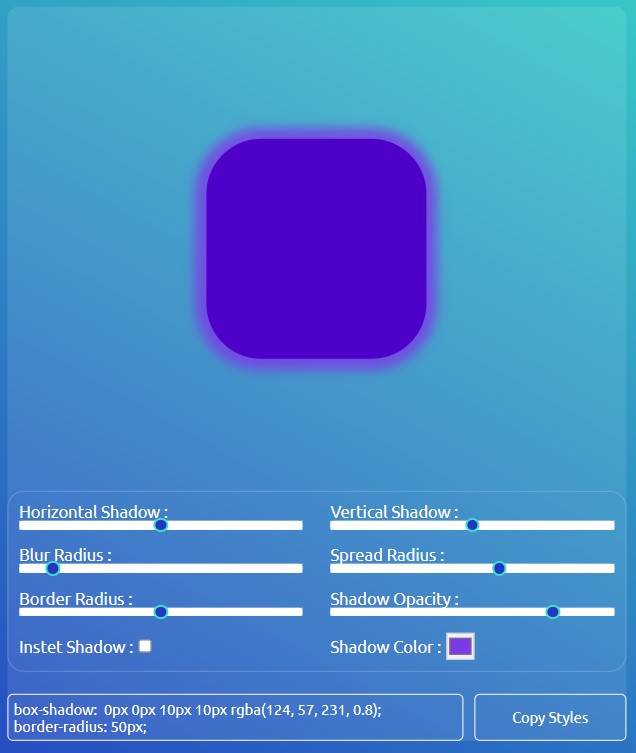 Horizontal Shadow :
Vertical Shadow :
Blur Radius :
Spread Radius :
Border Radius :
Shadow Opacity :
Instet Shadow :
Shadow Color :
box-shadow:  0px 0px 10px 10px rgba(124, 57, 231, 0.8);
border-radius: 50px;
Copy Styles